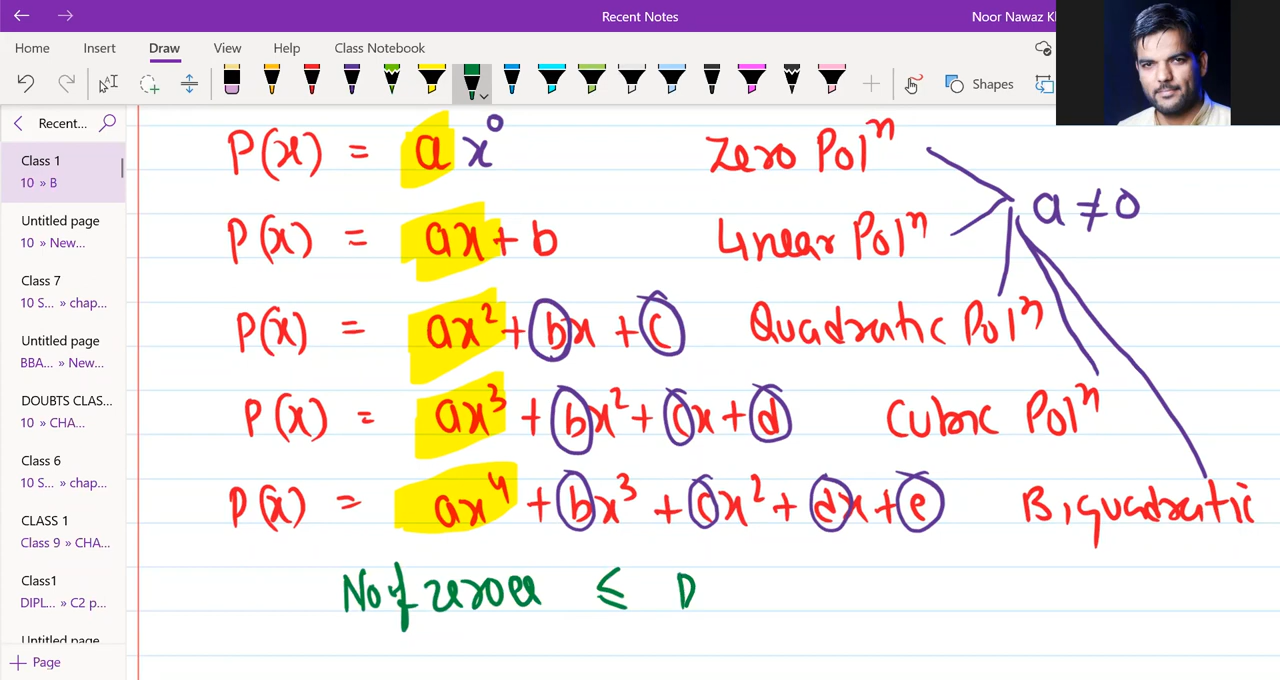 Recent Notes
Noor Nawaz Kh
Home Insert Draw View Help Class Notebook
Shapes
Recent...
Class 1
10 » B
Untitled page
10 » New...
Class 7
10 S... » chap...
Untitled page
BBA... » New...
DOUBTS CLAS...
10 » CHA...
Class 6
10 S... » chap...
CLASS 1
Class 9 » CHA...
Class1
DIPL... » C2 p...
Untitled page
Page
P(x) = ax⁰ Zero Polⁿ
a ≠ 0
P(x) = ax + b Linear Polⁿ
P(x) = ax² + bx + c Quadratic Polⁿ
P(x) = ax³ + bx² + cx + d Cubic Polⁿ
P(x) = ax⁴ + bx³ + cx² + dx + e Biquadratic
No of zeroes ≤ D